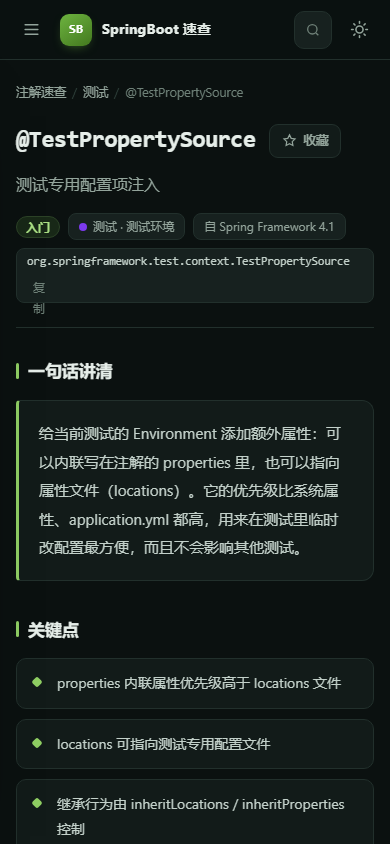 SB SpringBoot 速查
注解速查 / 测试 / @TestPropertySource
@TestPropertySource 收藏
测试专用配置项注入
入门 测试 · 测试环境 自 Spring Framework 4.1
org.springframework.test.context.TestPropertySource
复
制
一句话讲清
给当前测试的 Environment 添加额外属性：可
以内联写在注解的 properties 里，也可以指向
属性文件（locations）。它的优先级比系统属
性、application.yml 都高，用来在测试里临时
改配置最方便，而且不会影响其他测试。
关键点
properties 内联属性优先级高于 locations 文件
locations 可指向测试专用配置文件
继承行为由 inheritLocations / inheritProperties
控制